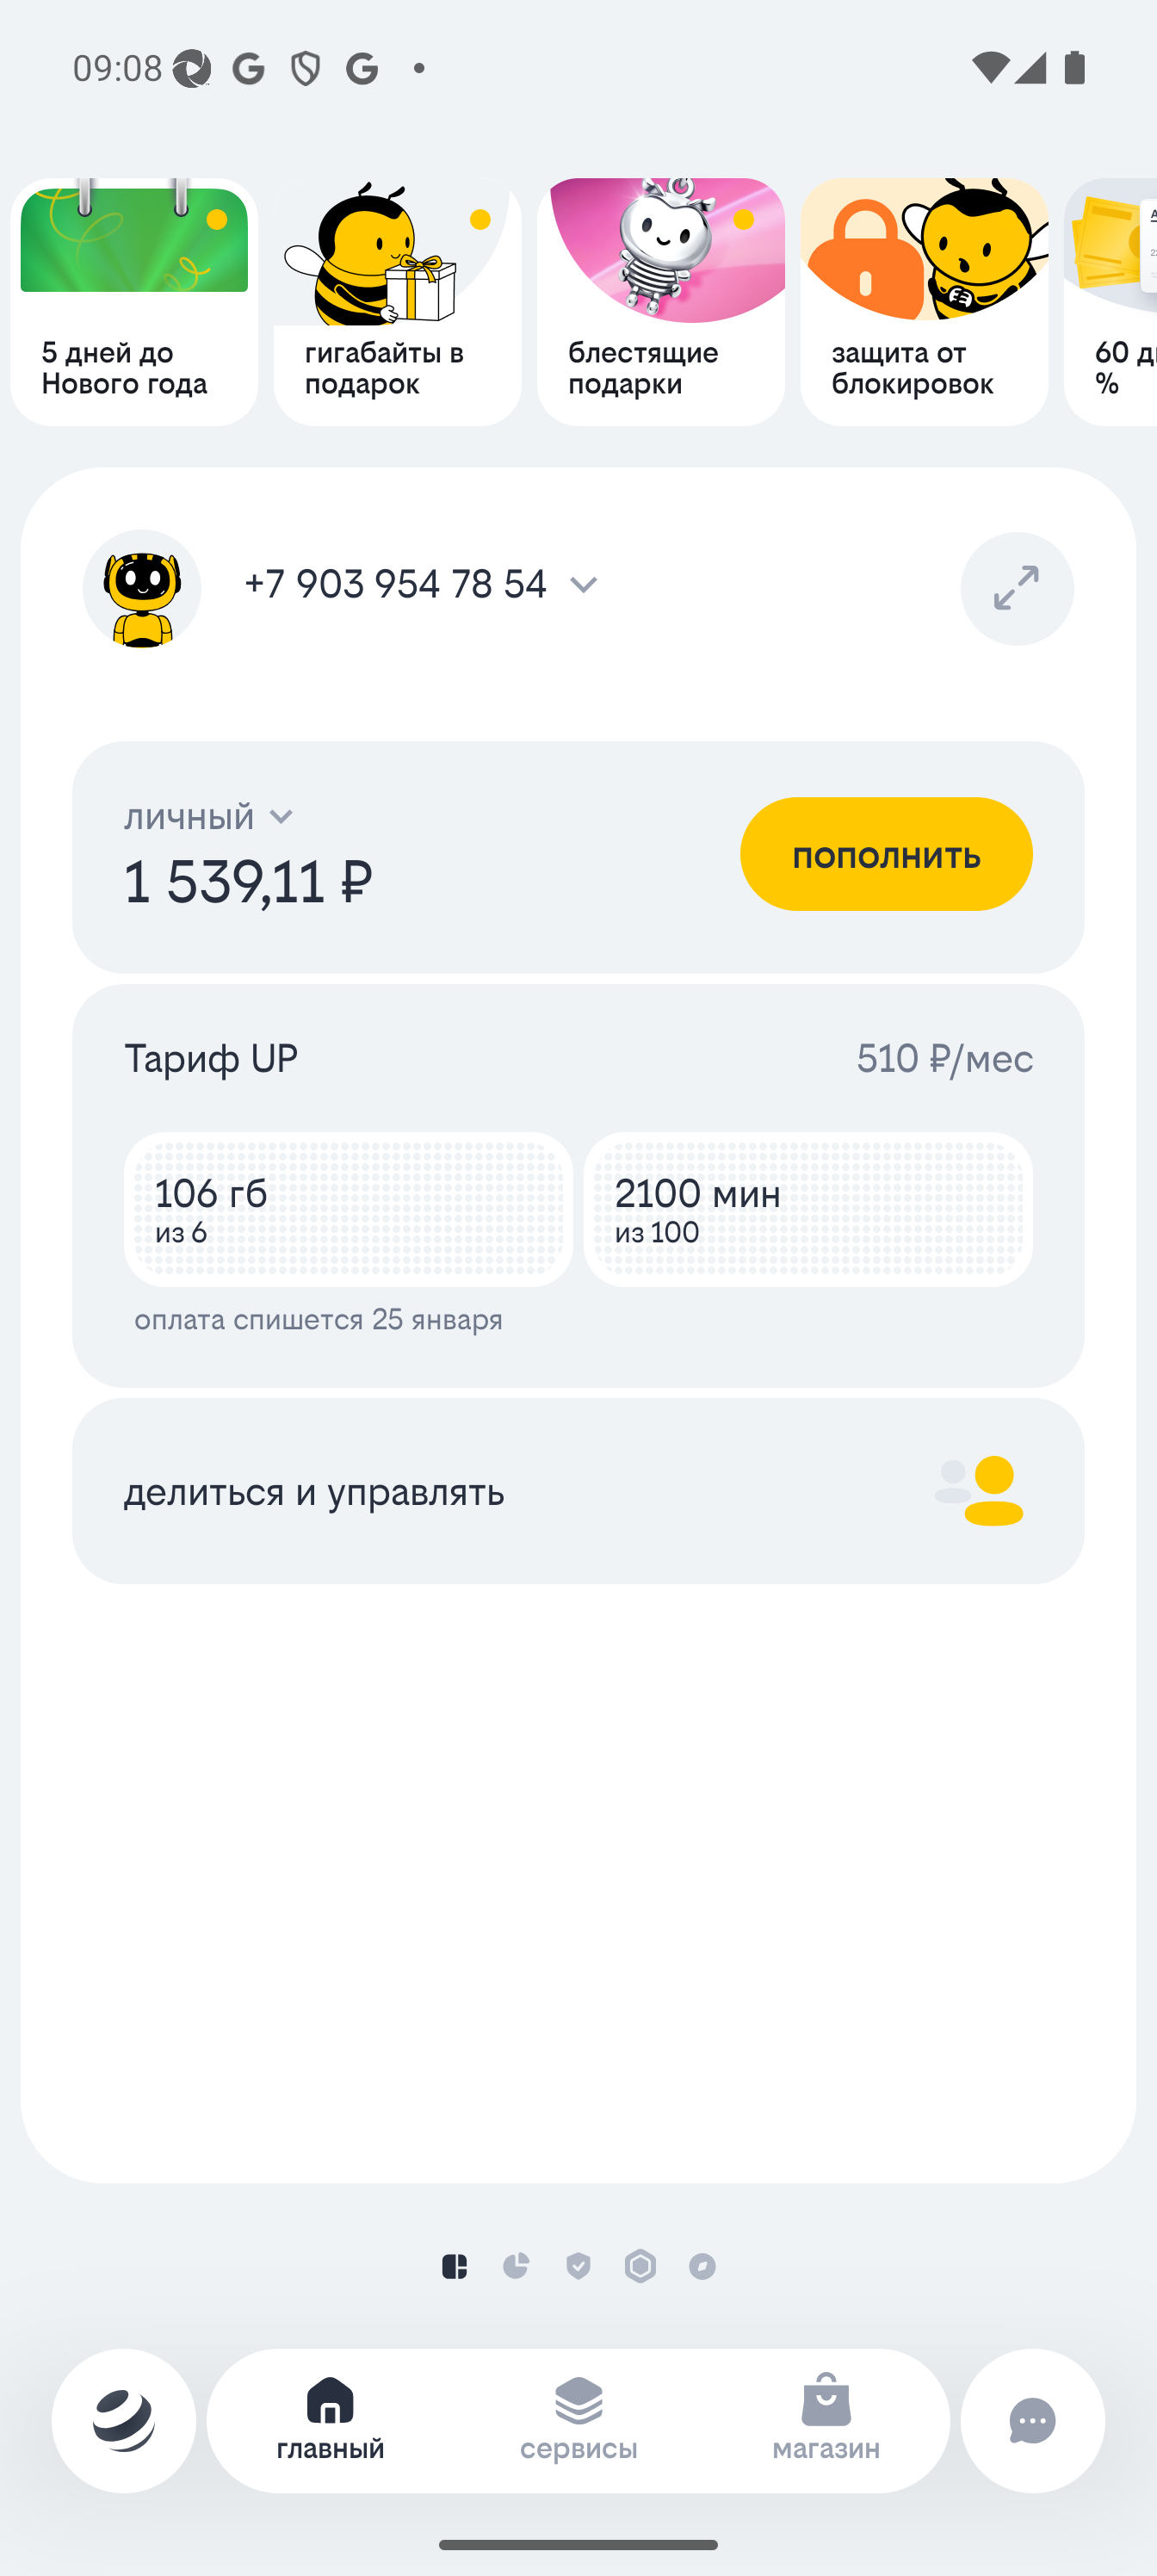 09:08
5 дней до
Нового года
гигабайты в
подарок
блестящие
подарки
защита от
блокировок
60
%
+7 903 954 78 54
личный
1 539,11 ₽
пополнить
Тариф UP
510 ₽/мес
106 гб
из 6
2100 мин
из 100
оплата спишется 25 января
делиться и управлять
главный
сервисы
магазин